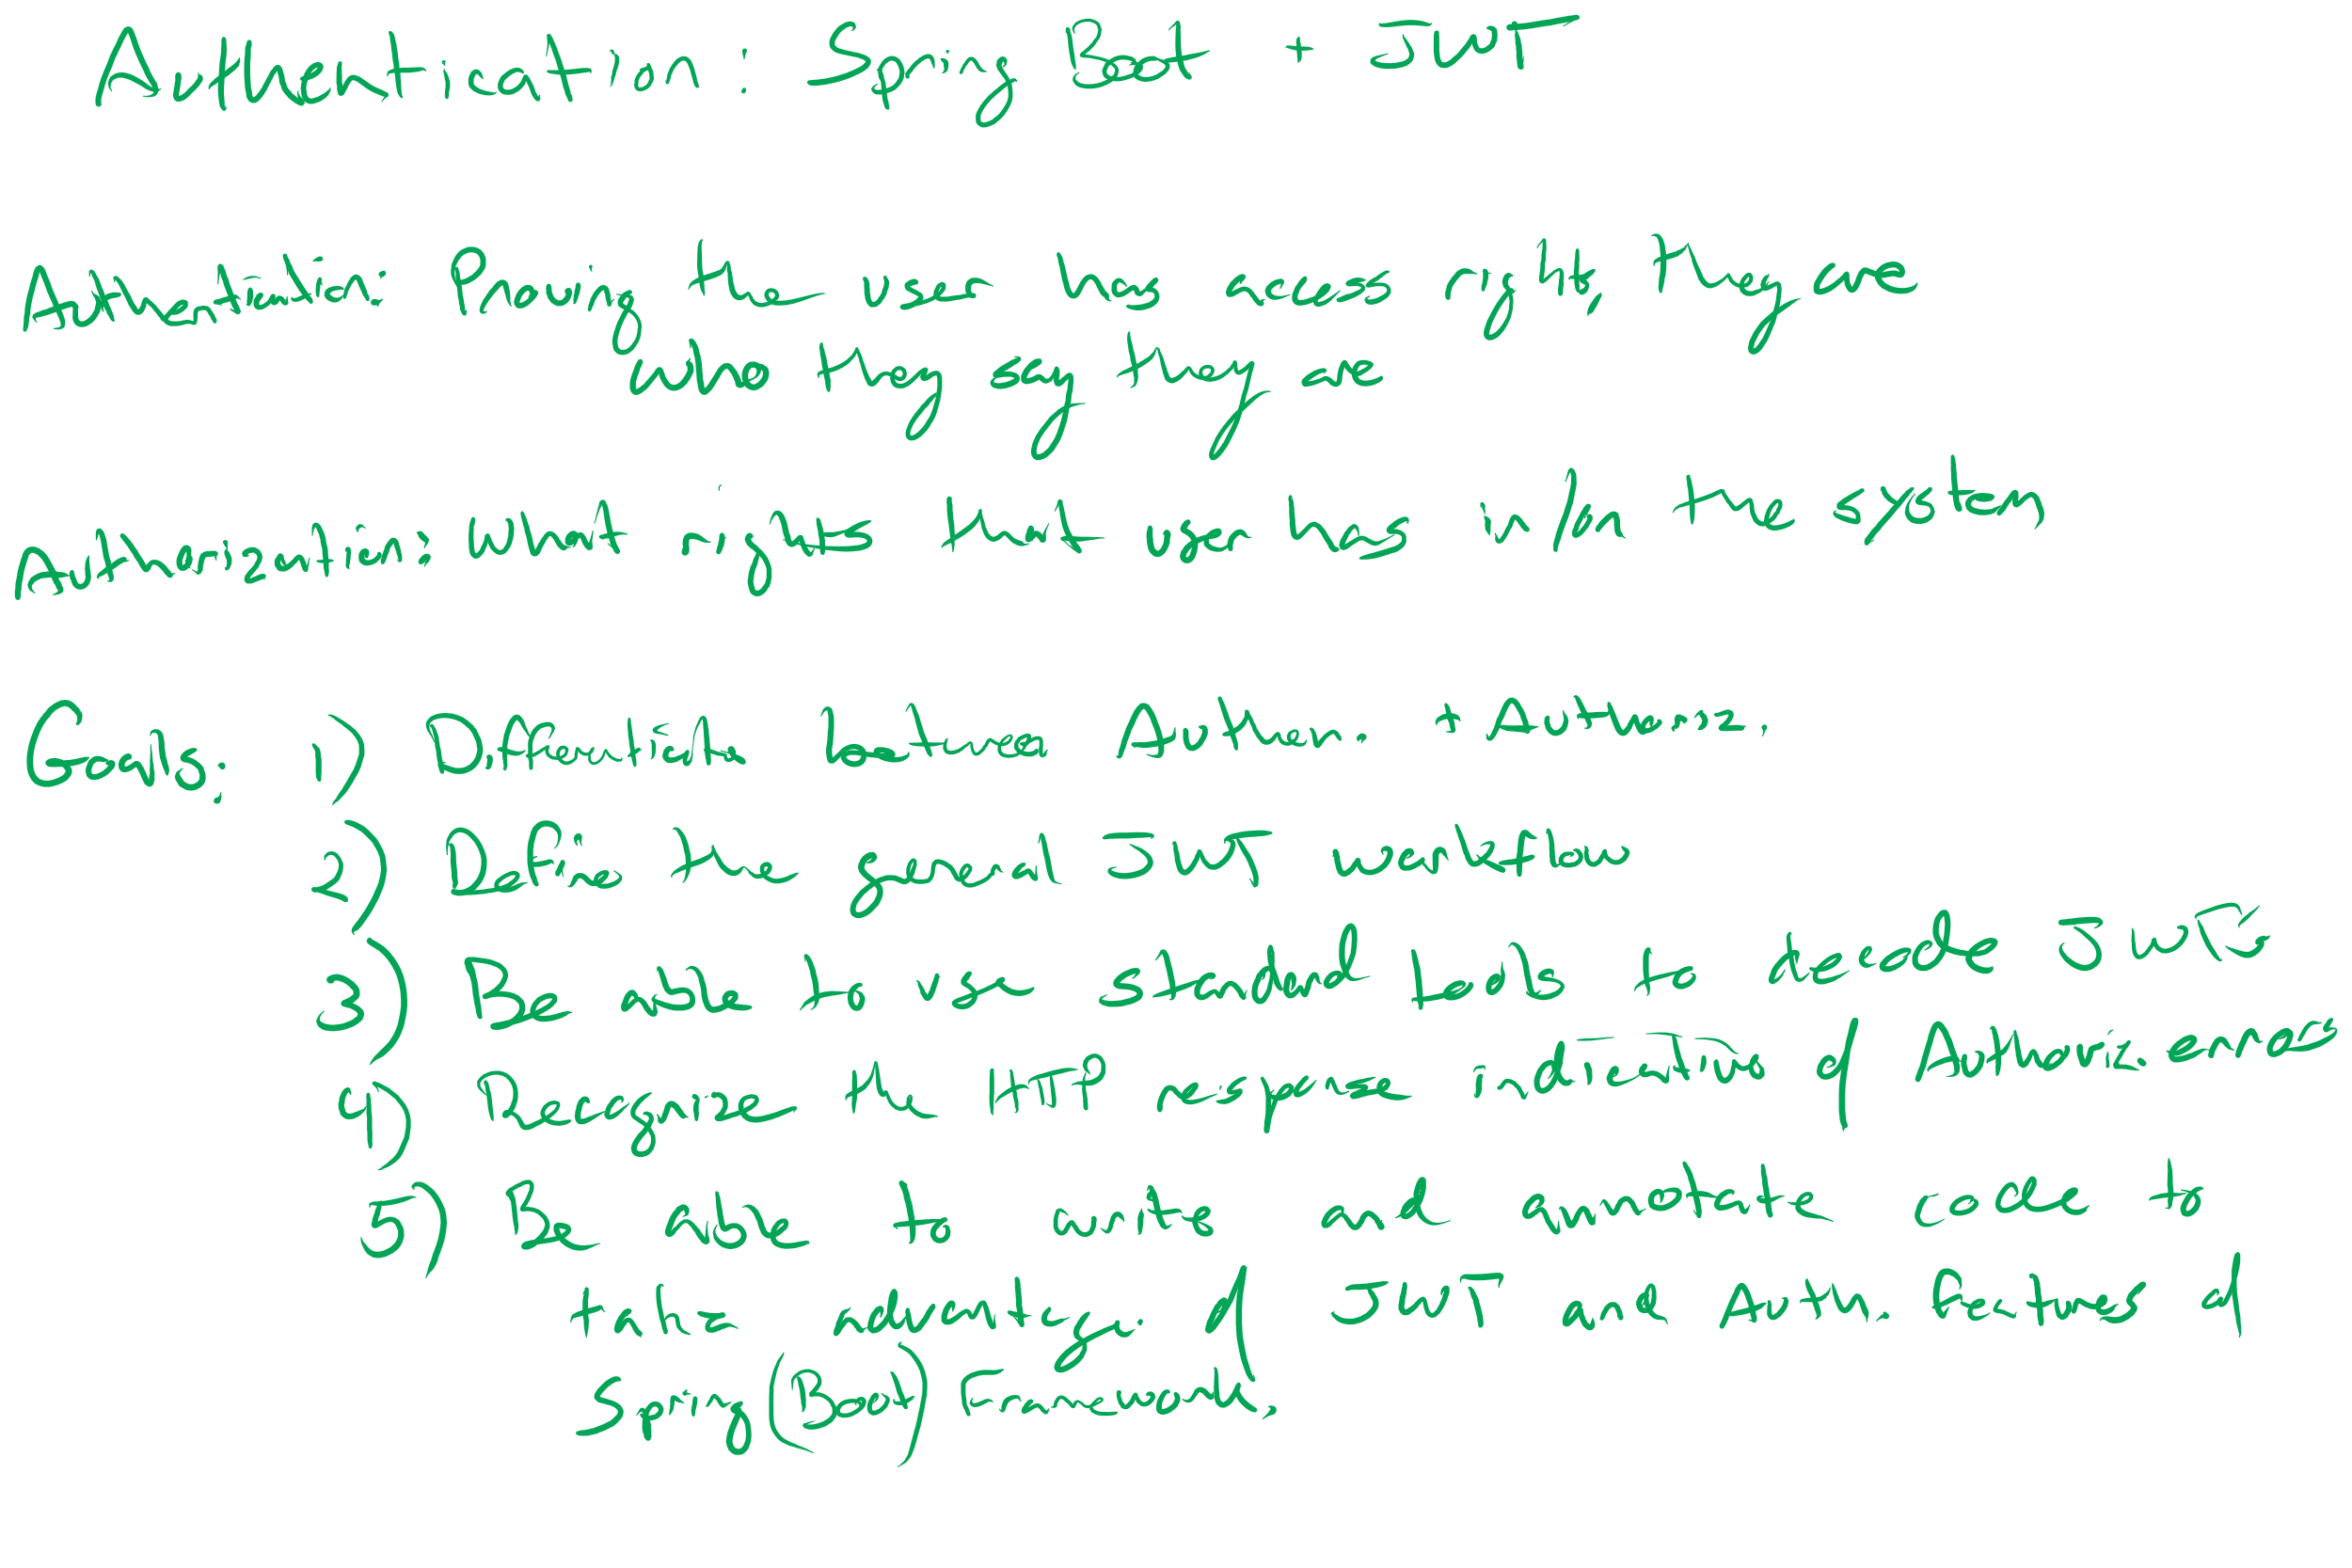 Authentication: Spring Boot + JWT
Authentication: Proving the user has access right, they are
who they say they are
Authorization: What rights that user has in/on the system
Goals: 1) Differentiate between Authen. + Authoriz.
2) Define the general JWT workflow
3) Be able to use standard tools to decode JWTs
4) Recognize the HTTP response indicating of Authoriz. errors
5) Be able to write and annotate code to
take advantage of JWT and Auth. Features of
Spring (Boot) Framework.